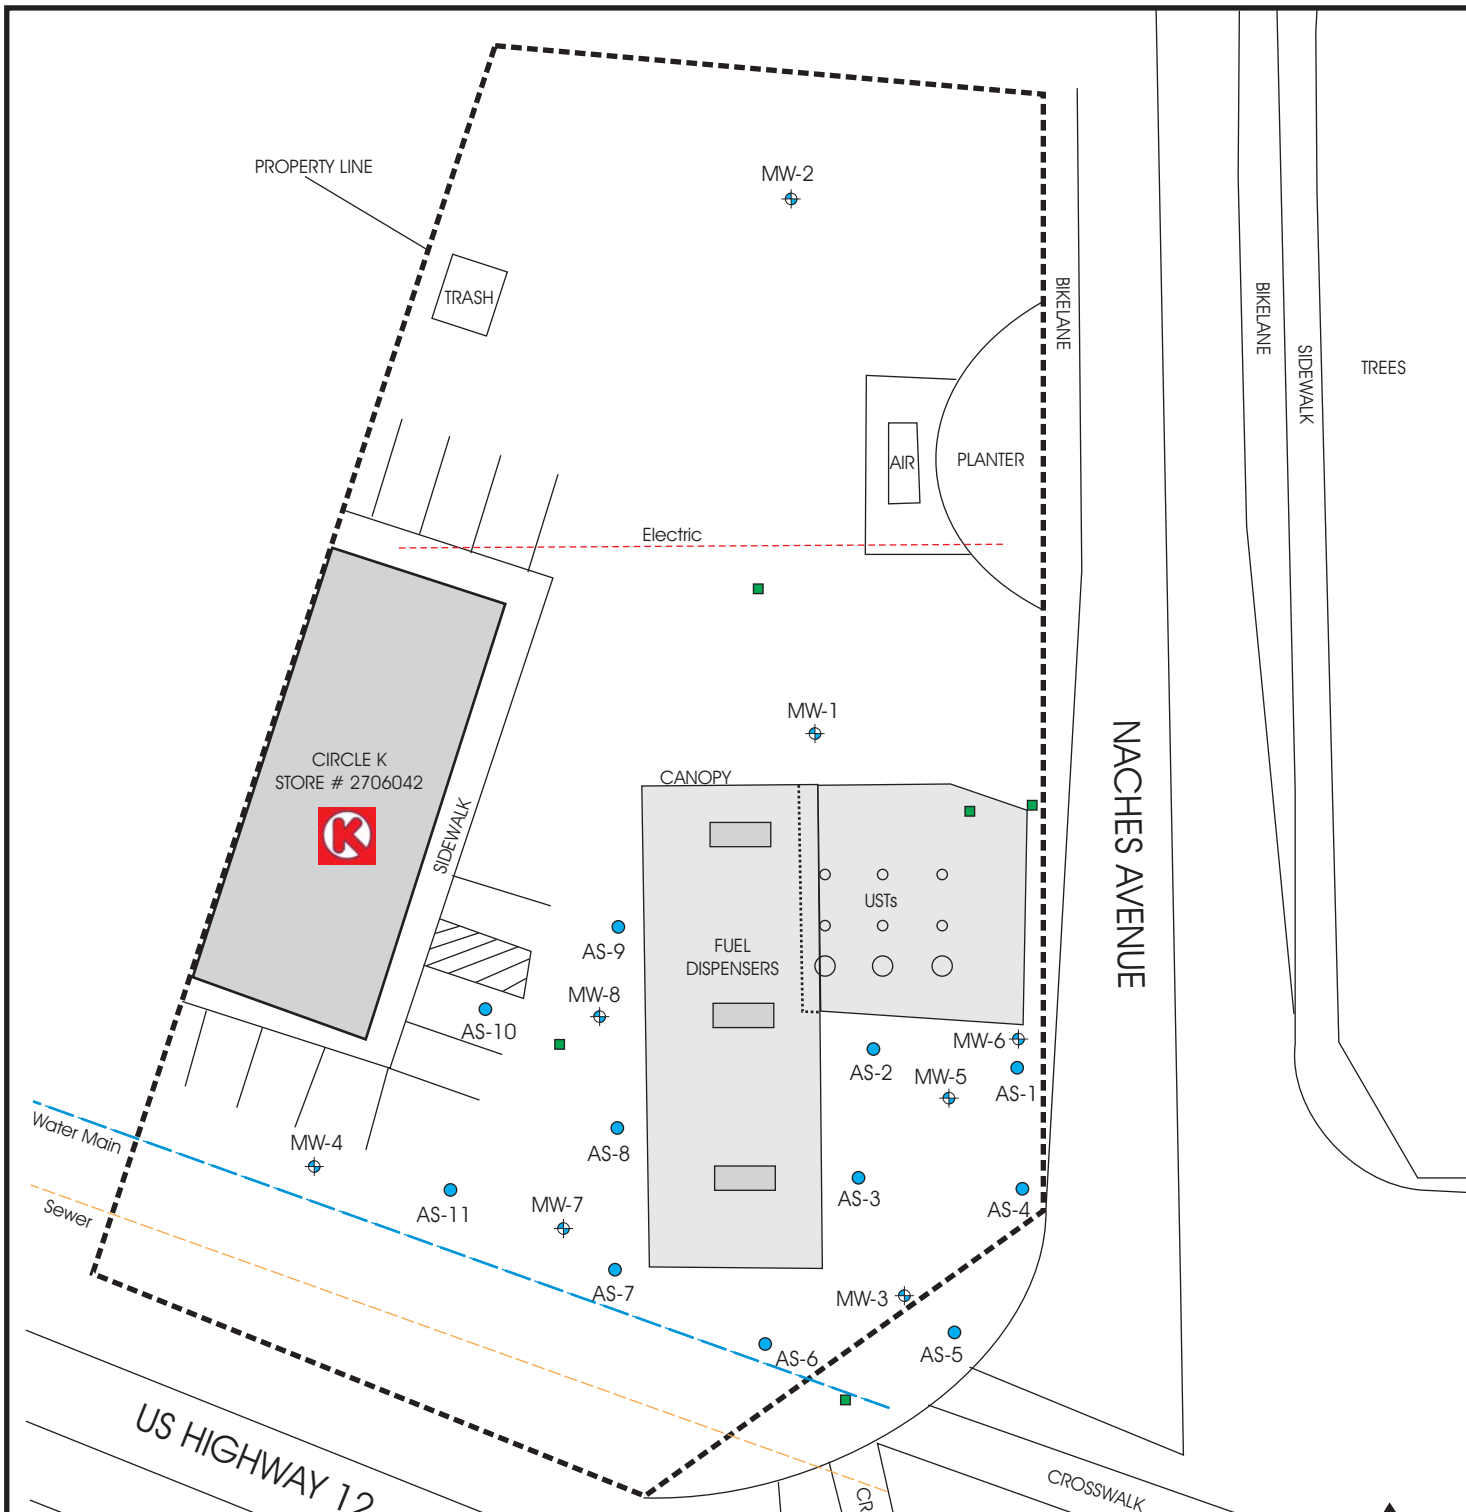 PROPERTY LINE
MW-2
TRASH
BIKELANE
BIKELANE
SIDEWALK
TREES
AIR
PLANTER
Electric
MW-1
CIRCLE K
STORE # 2706042
K
SIDEWALK
CANOPY
NACHES AVENUE
USTs
FUEL
DISPENSERS
AS-9
MW-8
AS-10
MW-6
AS-2
MW-5
AS-1
Water Main
MW-4
AS-8
AS-3
AS-4
Sewer
AS-11
MW-7
AS-7
MW-3
AS-6
AS-5
US HIGHWAY 12
CROSSWALK